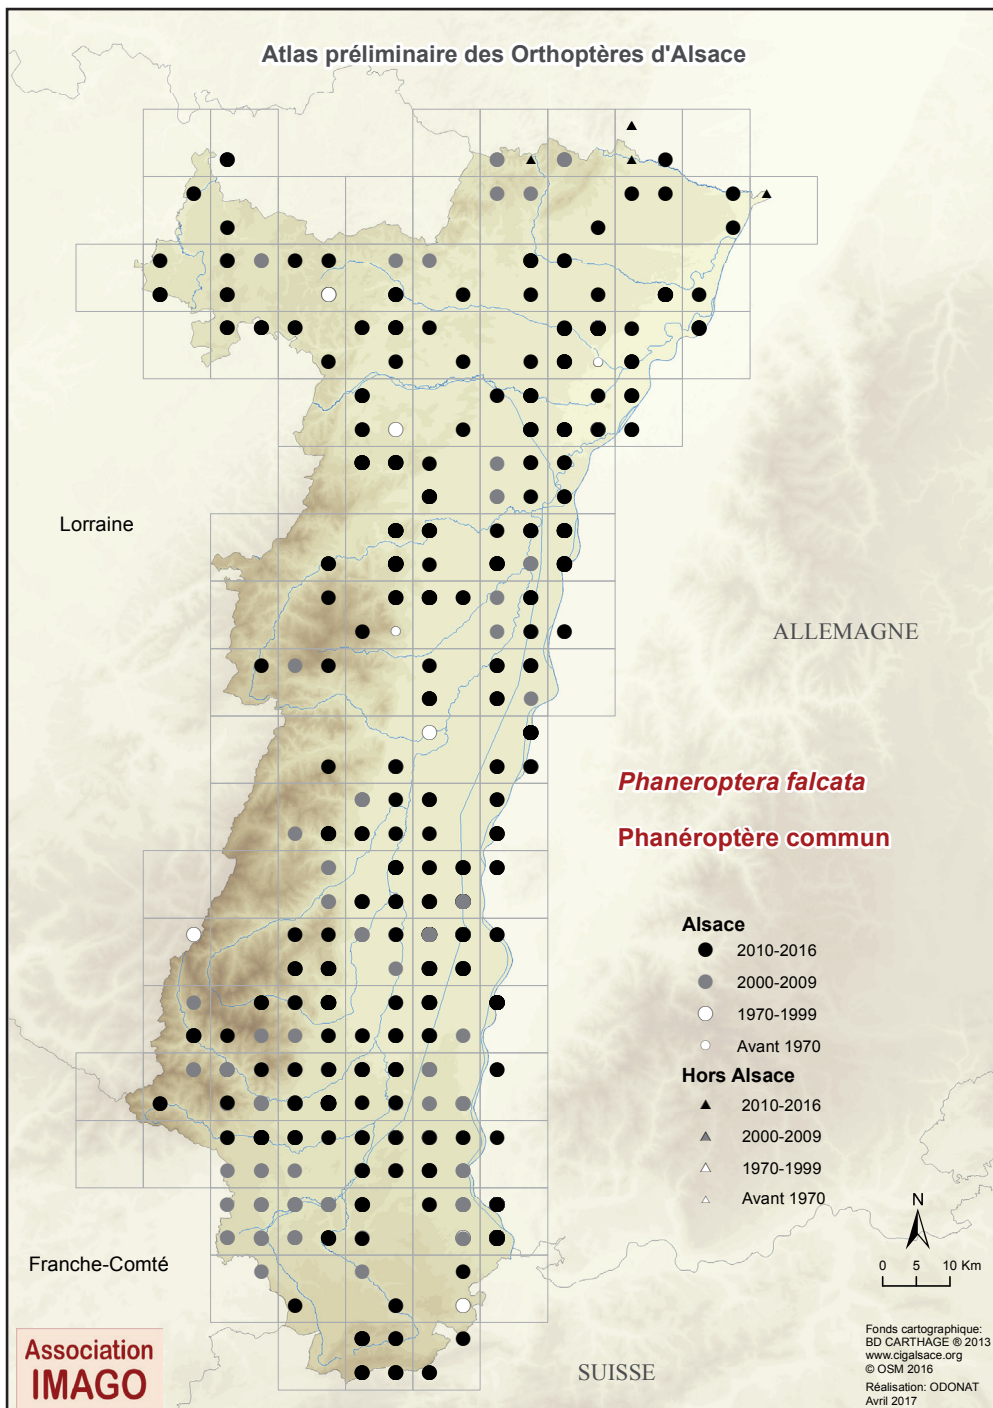 Atlas préliminaire des Orthoptères d'Alsace
Lorraine
ALLEMAGNE
Phaneroptera falcata
Phanéroptère commun
Alsace
2010-2016
2000-2009
1970-1999
Avant 1970
Hors Alsace
2010-2016
2000-2009
1970-1999
Avant 1970
N
0 5 10 Km
Franche-Comté
SUISSE
Association
IMAGO
Fonds cartographique:
BD CARTHAGE ® 2013
www.cigalsace.org
© OSM 2016
Réalisation: ODONAT
Avril 2017